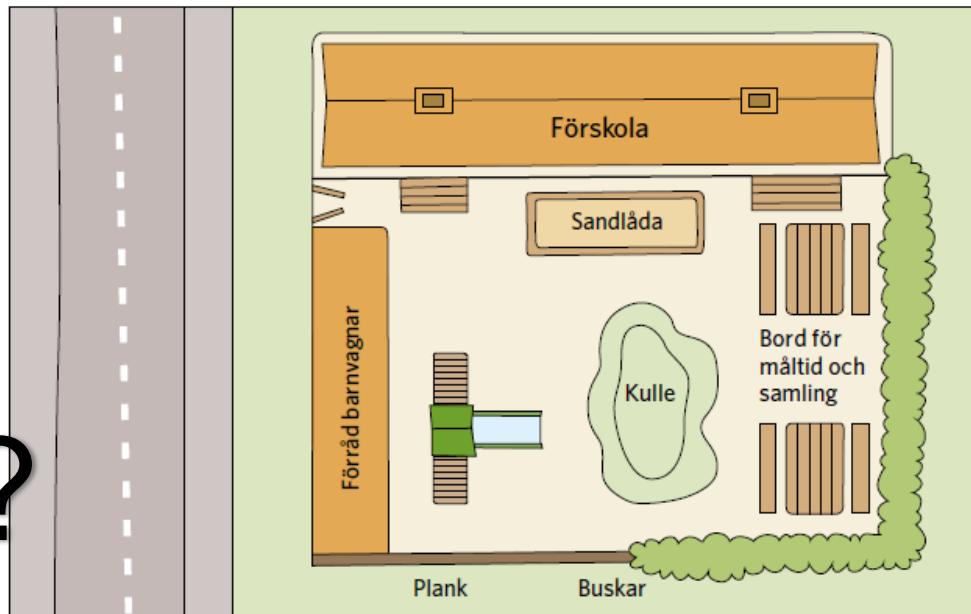 Förskola
Sandlåda
Bord för
måltid och
samling
Kulle
Förråd barnvagnar
?
Plank
Buskar